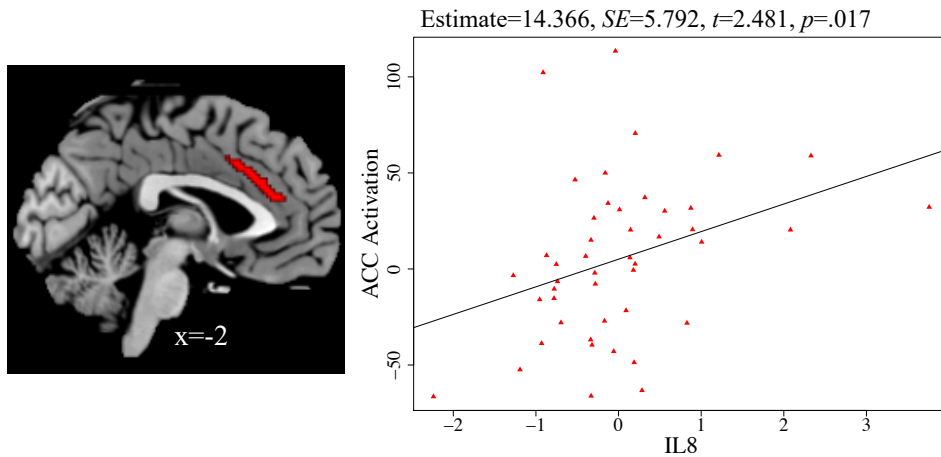 Estimate=14.366, SE=5.792, t=2.481, p=.017
x=-2
ACC Activation
100
50
0
−50
−2
−1
0
1
2
3
IL8